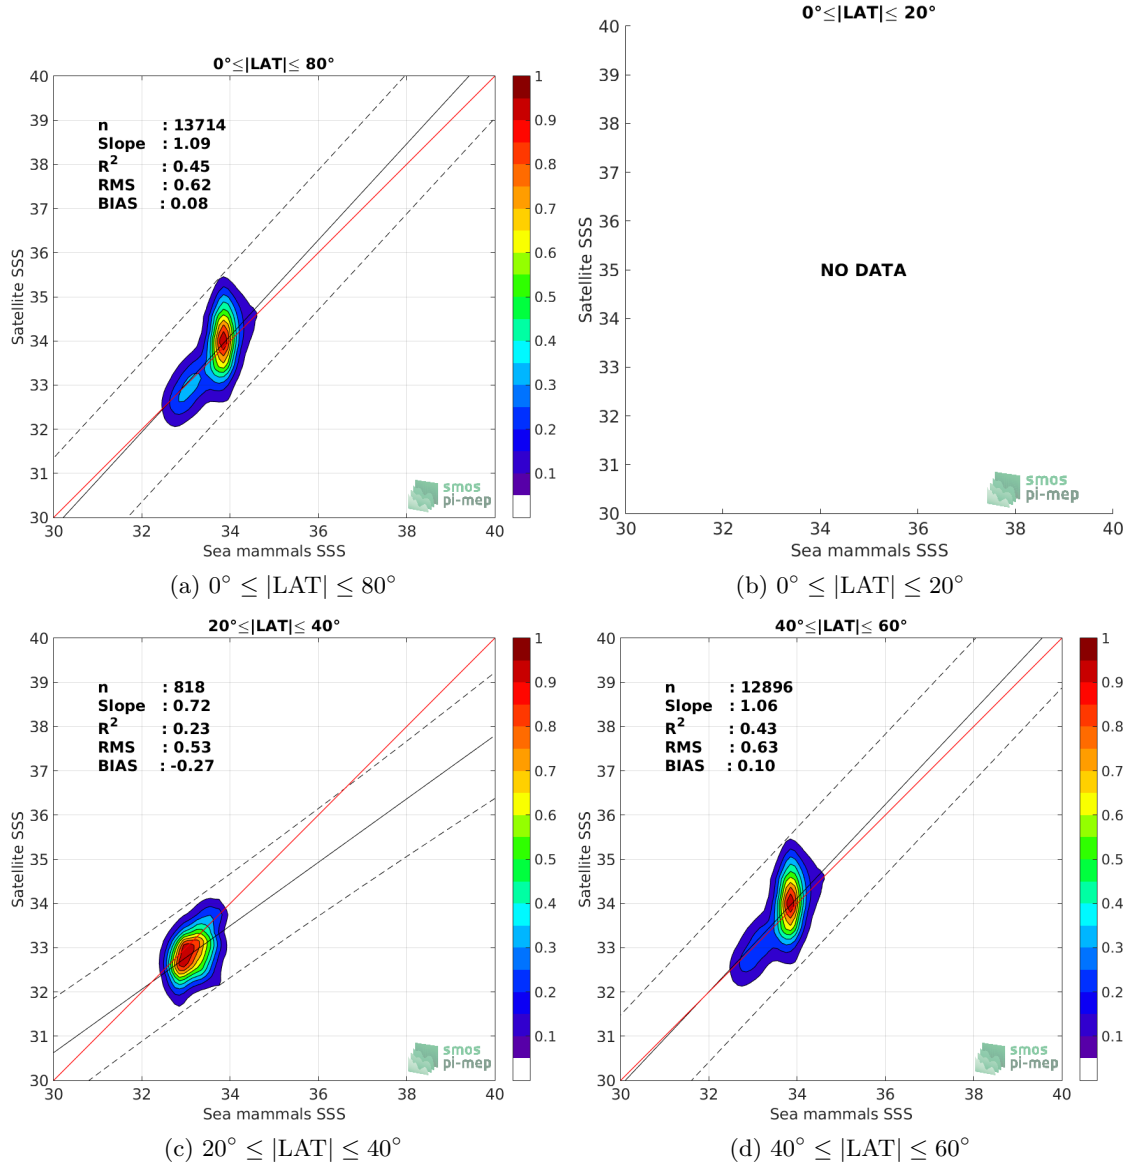 0°≤|LAT|≤ 80°
40
39
38
37
36
35
34
33
32
31
30
Satellite SSS
n : 13714
Slope : 1.09
R² : 0.45
RMS : 0.62
BIAS : 0.08
smos
pi-mep
30 32 34 36 38 40
Sea mammals SSS
1
0.9
0.8
0.7
0.6
0.5
0.4
0.3
0.2
0.1
(a) 0° ≤ |LAT| ≤ 80°
0°≤|LAT|≤ 20°
40
39
38
37
36
35
34
33
32
31
30
Satellite SSS
NO DATA
smos
pi-mep
30 32 34 36 38 40
Sea mammals SSS
(b) 0° ≤ |LAT| ≤ 20°
20°≤|LAT|≤ 40°
40
39
38
37
36
35
34
33
32
31
30
Satellite SSS
n : 818
Slope : 0.72
R² : 0.23
RMS : 0.53
BIAS : -0.27
smos
pi-mep
30 32 34 36 38 40
Sea mammals SSS
1
0.9
0.8
0.7
0.6
0.5
0.4
0.3
0.2
0.1
(c) 20° ≤ |LAT| ≤ 40°
40°≤|LAT|≤ 60°
40
39
38
37
36
35
34
33
32
31
30
Satellite SSS
n : 12896
Slope : 1.06
R² : 0.43
RMS : 0.63
BIAS : 0.10
smos
pi-mep
30 32 34 36 38 40
Sea mammals SSS
1
0.9
0.8
0.7
0.6
0.5
0.4
0.3
0.2
0.1
(d) 40° ≤ |LAT| ≤ 60°